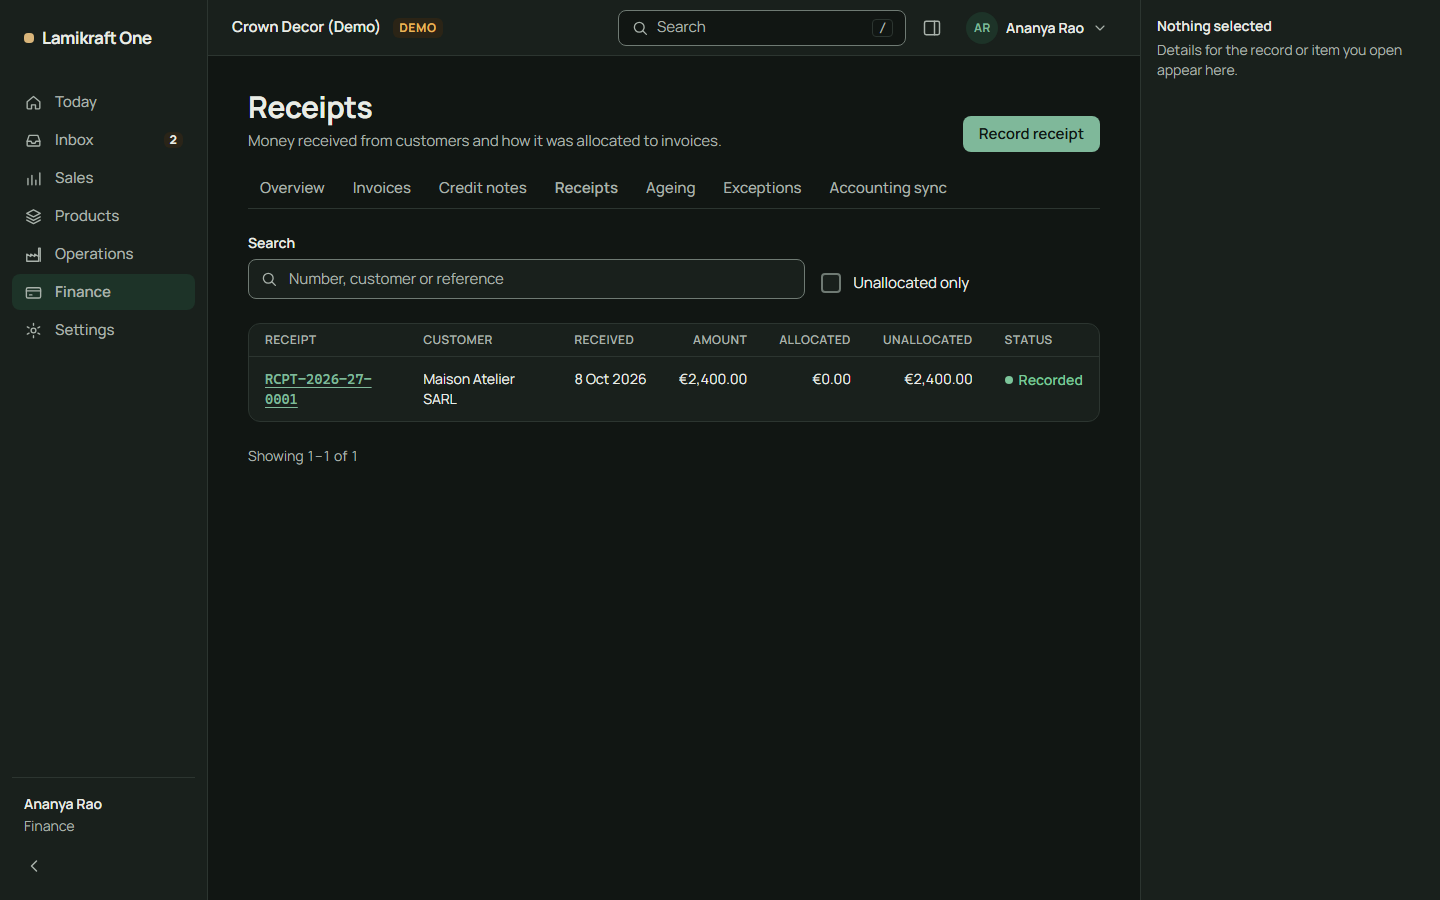 Lamikraft One
Today
Inbox 2
Sales
Products
Operations
Finance
Settings
Ananya Rao
Finance
Crown Decor (Demo) DEMO
Search /
AR Ananya Rao
Receipts
Money received from customers and how it was allocated to invoices.
Record receipt
Overview Invoices Credit notes Receipts Ageing Exceptions Accounting sync
Search
Number, customer or reference
Unallocated only
RECEIPT CUSTOMER RECEIVED AMOUNT ALLOCATED UNALLOCATED STATUS
RCPT-2026-27- Maison Atelier 8 Oct 2026 €2,400.00 €0.00 €2,400.00 Recorded
0001 SARL
Showing 1–1 of 1
Nothing selected
Details for the record or item you open
appear here.